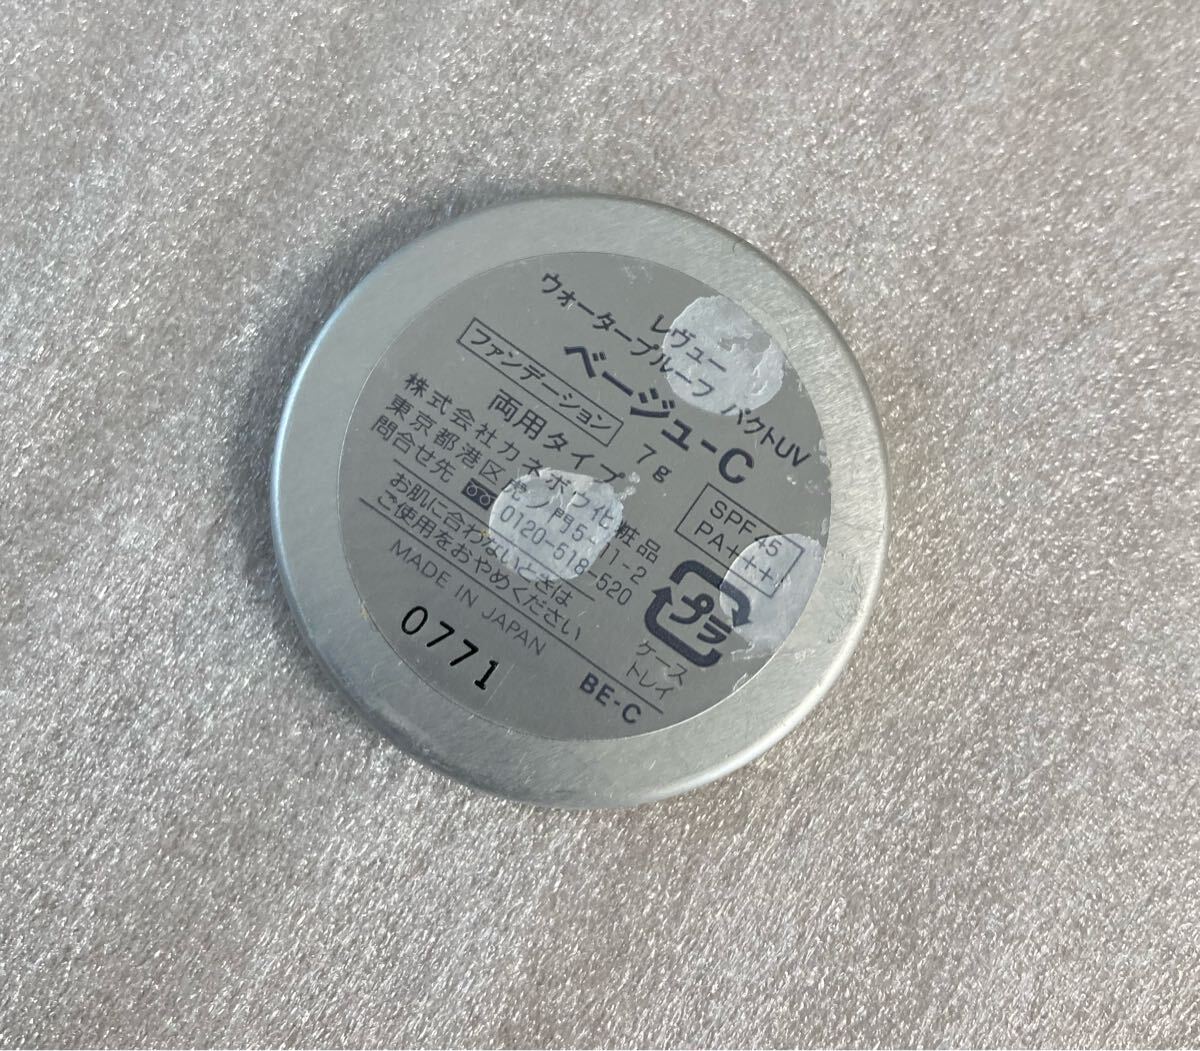 レヴュー
ウォータープルーフ パクトUV
ベージュ-C
ファンデーション 7g
両用タイプ
SPF45
PA+++
株式会社カネボウ化粧品
東京都港区虎ノ門5-11-2
問合せ先 0120-518-520
お肌に合わないときは
ご使用をおやめください
プラ
ケース
トレイ
MADE IN JAPAN
BE-C
0771